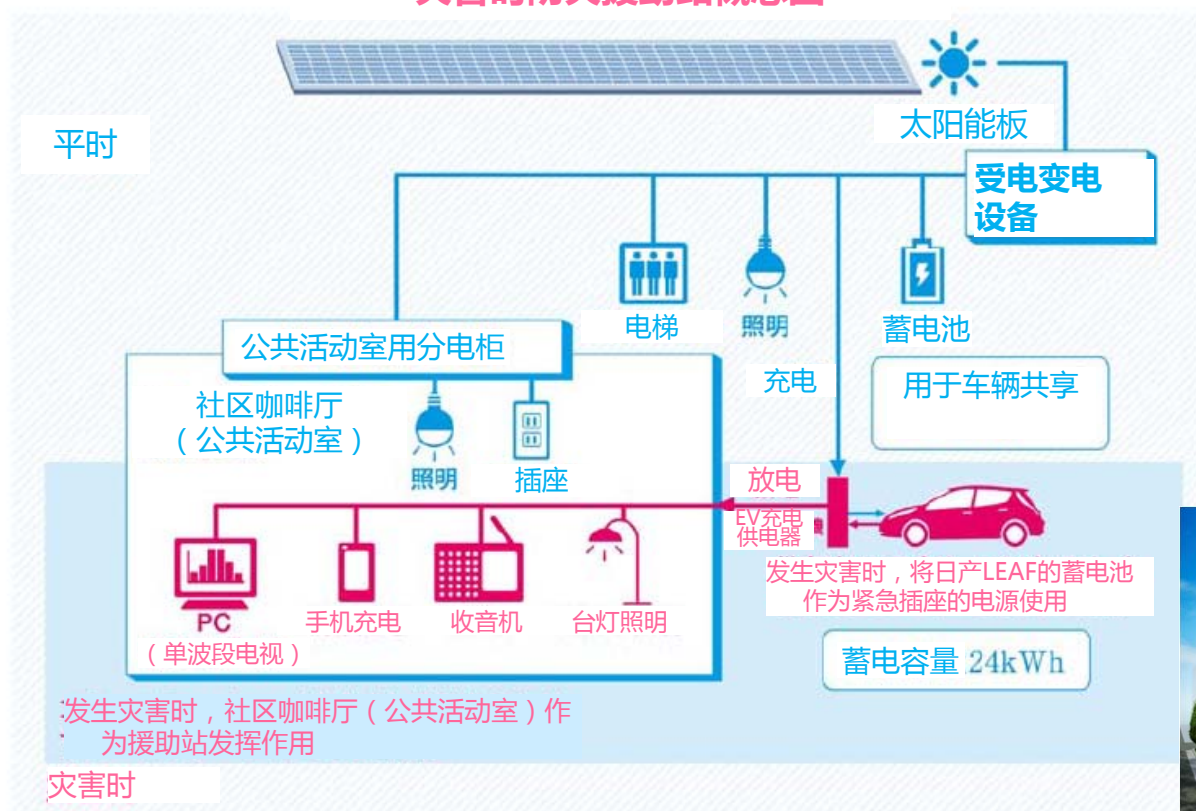 太阳能板
平时
受电变电
设备
电梯
照明
蓄电池
公共活动室用分电柜
充电
用于车辆共享
社区咖啡厅
（公共活动室）
照明
插座
放电
EV充电
供电器
发生灾害时，将日产LEAF的蓄电池
作为紧急插座的电源使用
PC
手机充电
收音机
台灯照明
（单波段电视）
蓄电容量 24kWh
发生灾害时，社区咖啡厅（公共活动室）作
为援助站发挥作用
灾害时